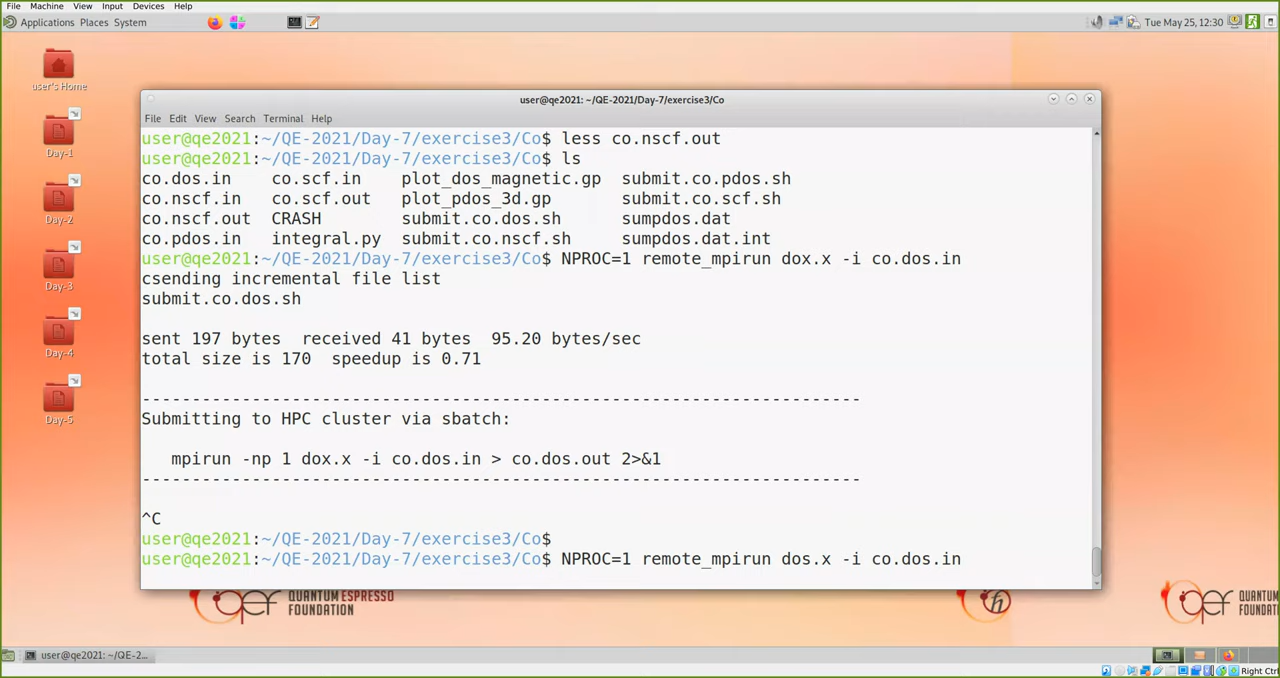 File Machine View Input Devices Help
Applications Places System
Tue May 25, 12:30
user's Home
Day-1
Day-2
Day-3
Day-4
Day-5
user@qe2021: ~/QE-2021/Day-7/exercise3/Co
File Edit View Search Terminal Help
user@qe2021:~/QE-2021/Day-7/exercise3/Co$ less co.nscf.out
user@qe2021:~/QE-2021/Day-7/exercise3/Co$ ls
co.dos.in co.scf.in plot_dos_magnetic.gp submit.co.pdos.sh
co.nscf.in co.scf.out plot_pdos_3d.gp submit.co.scf.sh
co.nscf.out CRASH submit.co.dos.sh sumpdos.dat
co.pdos.in integral.py submit.co.nscf.sh sumpdos.dat.int
user@qe2021:~/QE-2021/Day-7/exercise3/Co$ NPROC=1 remote_mpirun dox.x -i co.dos.in
csending incremental file list
submit.co.dos.sh
sent 197 bytes received 41 bytes 95.20 bytes/sec
total size is 170 speedup is 0.71
------------------------------------------------------------------------
Submitting to HPC cluster via sbatch:
mpirun -np 1 dox.x -i co.dos.in > co.dos.out 2>&1
------------------------------------------------------------------------
^C
user@qe2021:~/QE-2021/Day-7/exercise3/Co$
user@qe2021:~/QE-2021/Day-7/exercise3/Co$ NPROC=1 remote_mpirun dos.x -i co.dos.in
QUANTUM ESPRESSO
FOUNDATION
user@qe2021: ~/QE-2...
Right Ctrl